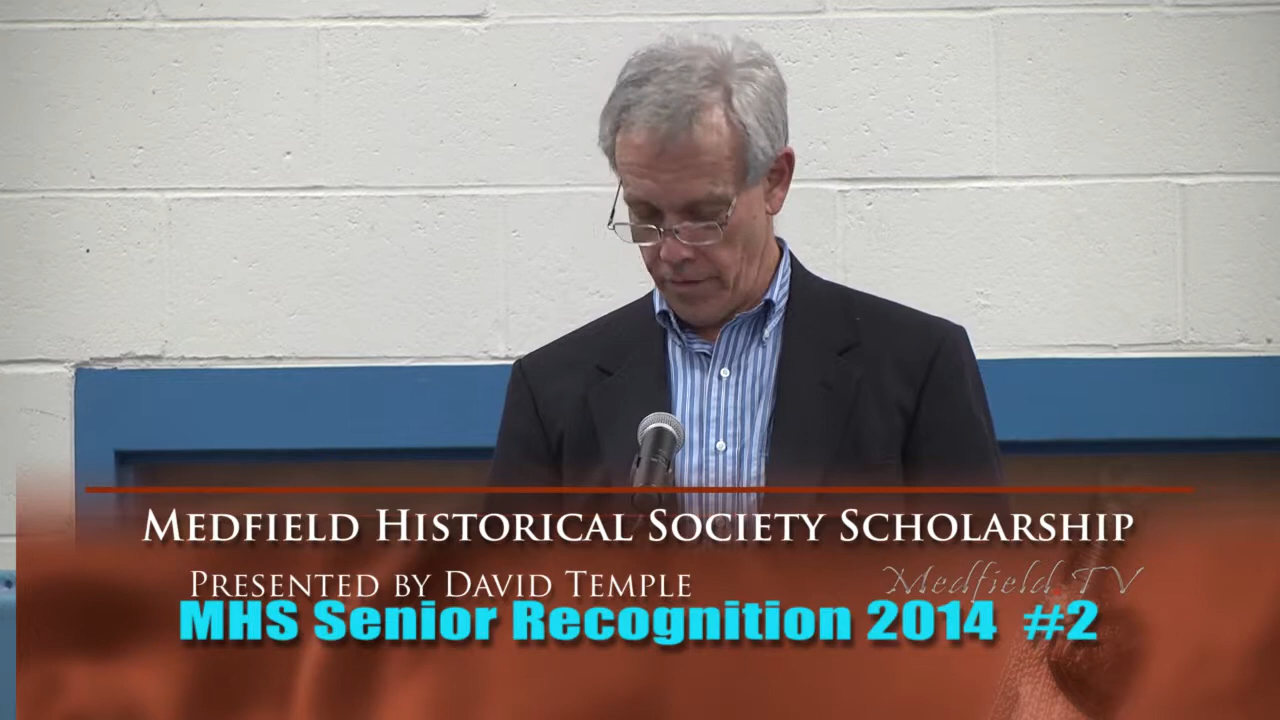 MEDFIELD HISTORICAL SOCIETY SCHOLARSHIP
PRESENTED BY DAVID TEMPLE
Medfield.TV
MHS Senior Recognition 2014 #2